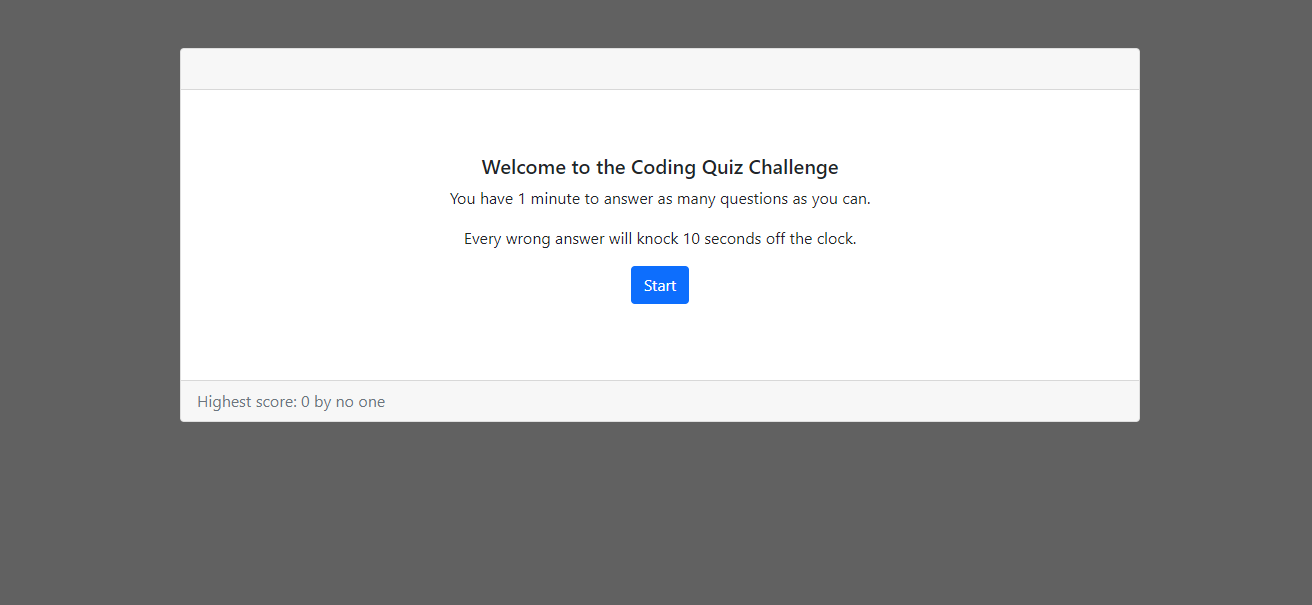 Welcome to the Coding Quiz Challenge
You have 1 minute to answer as many questions as you can.
Every wrong answer will knock 10 seconds off the clock.
Start
Highest score: 0 by no one